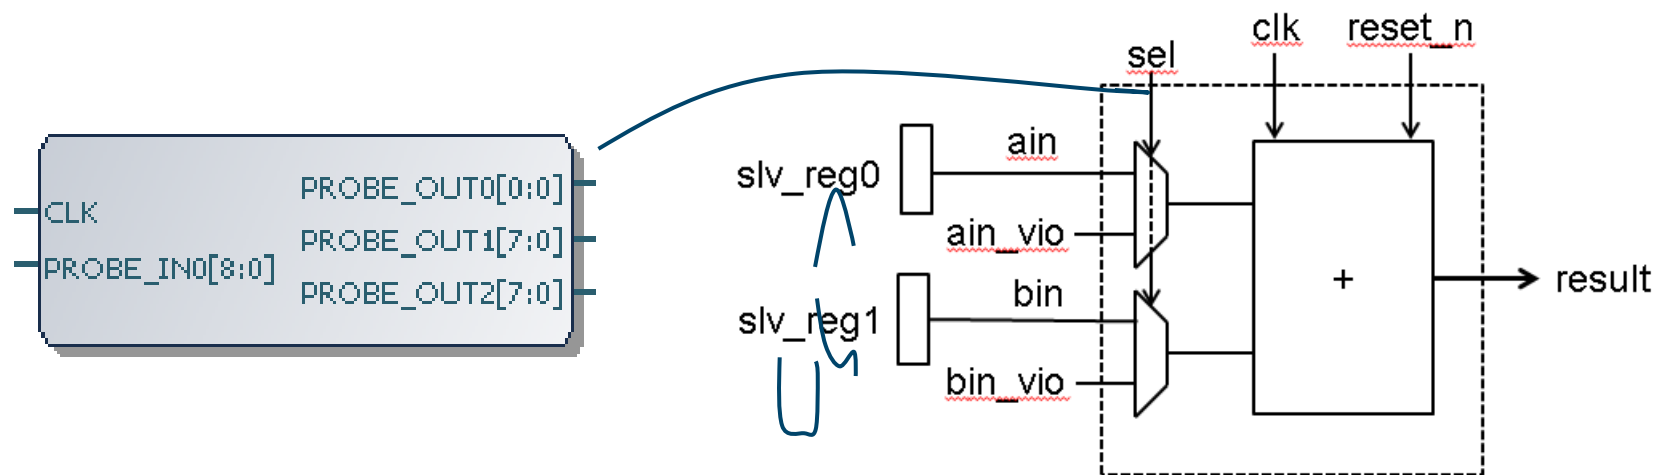 CLK
PROBE_IN0[8:0]
PROBE_OUT0[0:0]
PROBE_OUT1[7:0]
PROBE_OUT2[7:0]
sel
clk
reset_n
slv_reg0
ain
ain_vio
slv_reg1
bin
bin_vio
+
result